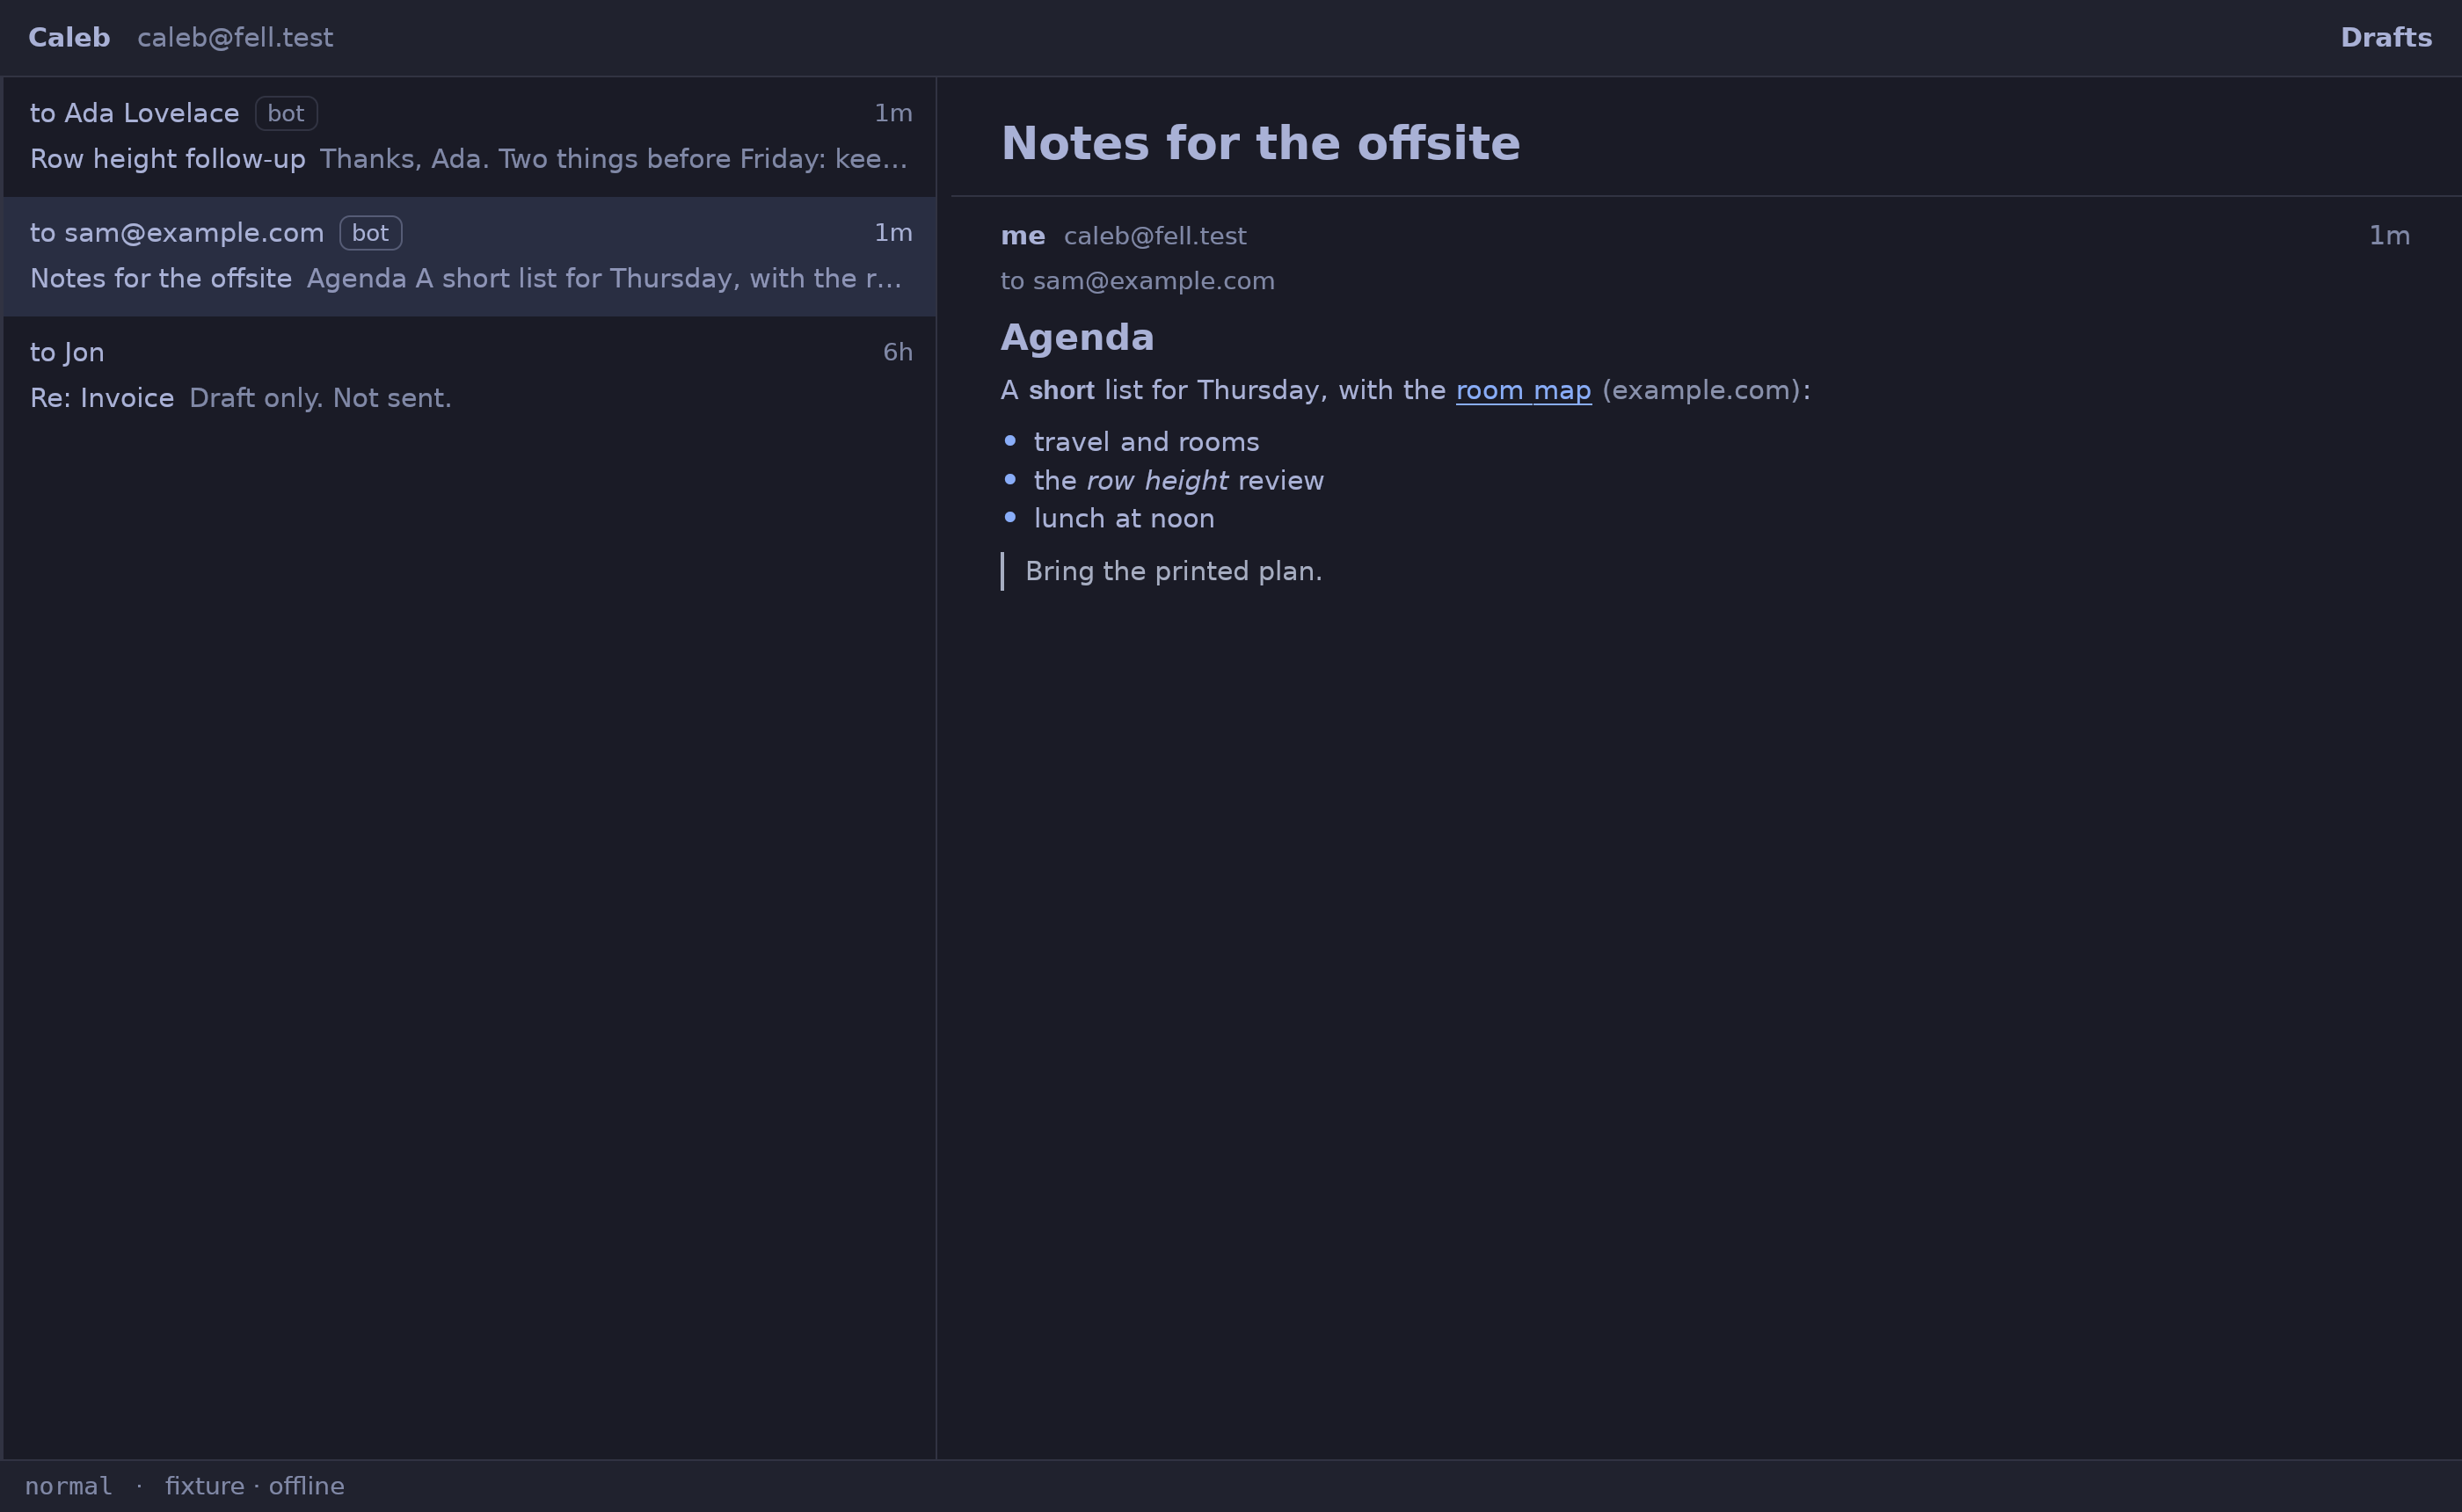 Caleb caleb@fell.test Drafts
to Ada Lovelace bot 1m
Row height follow-up Thanks, Ada. Two things before Friday: kee…
to sam@example.com bot 1m
Notes for the offsite Agenda A short list for Thursday, with the r…
to Jon 6h
Re: Invoice Draft only. Not sent.
Notes for the offsite
me caleb@fell.test 1m
to sam@example.com
Agenda
A short list for Thursday, with the room map (example.com):
• travel and rooms
• the row height review
• lunch at noon
Bring the printed plan.
normal · fixture · offline